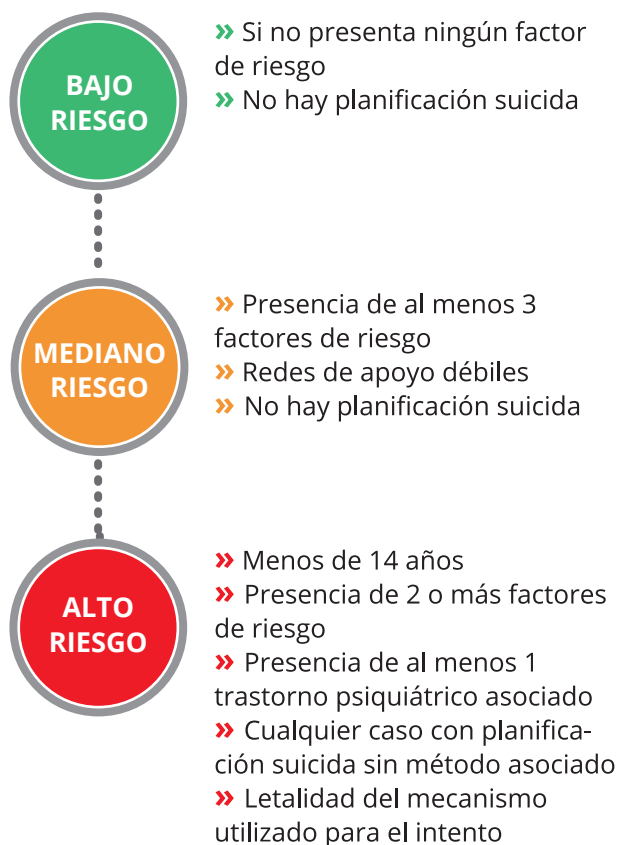 BAJO
RIESGO
» Si no presenta ningún factor
de riesgo
» No hay planificación suicida
MEDIANO
RIESGO
» Presencia de al menos 3
factores de riesgo
» Redes de apoyo débiles
» No hay planificación suicida
ALTO
RIESGO
» Menos de 14 años
» Presencia de 2 o más factores
de riesgo
» Presencia de al menos 1
trastorno psiquiátrico asociado
» Cualquier caso con planifica-
ción suicida sin método asociado
» Letalidad del mecanismo
utilizado para el intento